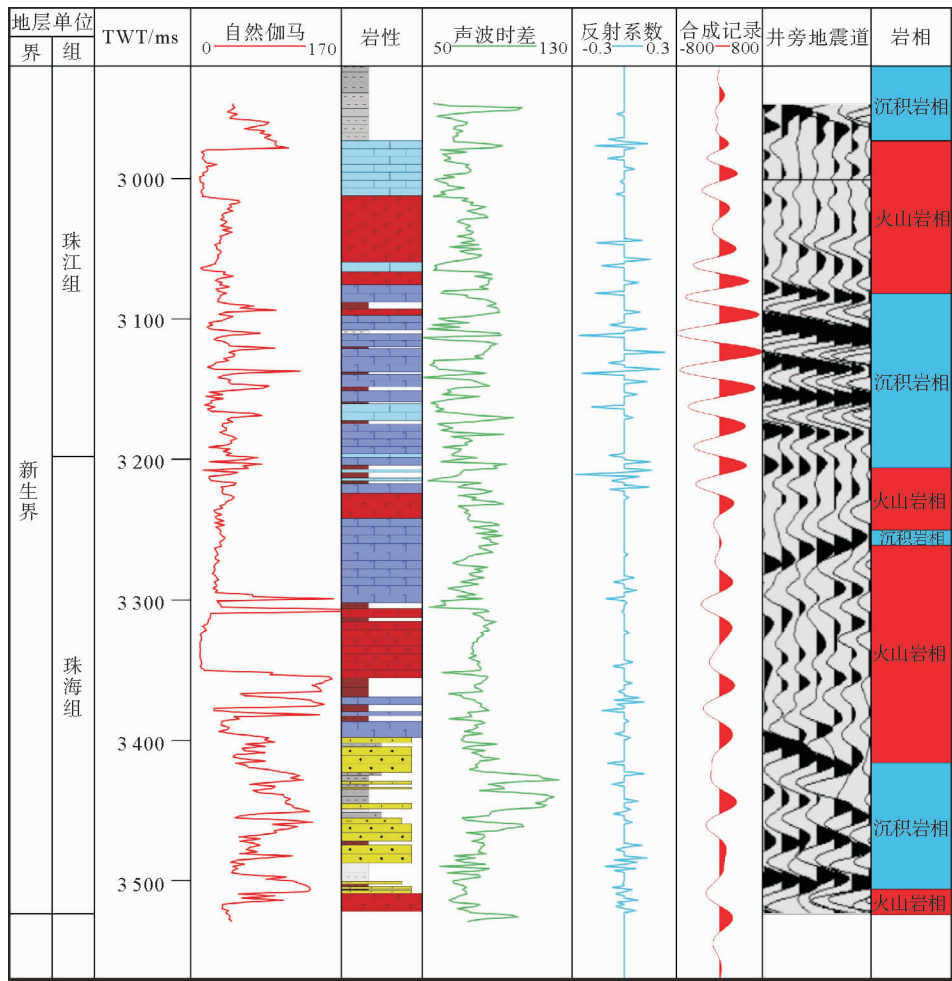 地层单位
界 组
TWT/ms
自然伽马
0 170
岩性
声波时差
50 130
反射系数
-0.3 0.3
合成记录
-800 800
井旁地震道
岩相
新生界
珠江组
珠海组
3 000
3 100
3 200
3 300
3 400
3 500
沉积岩相
火山岩相
沉积岩相
火山岩相
沉积岩相
火山岩相
沉积岩相
火山岩相